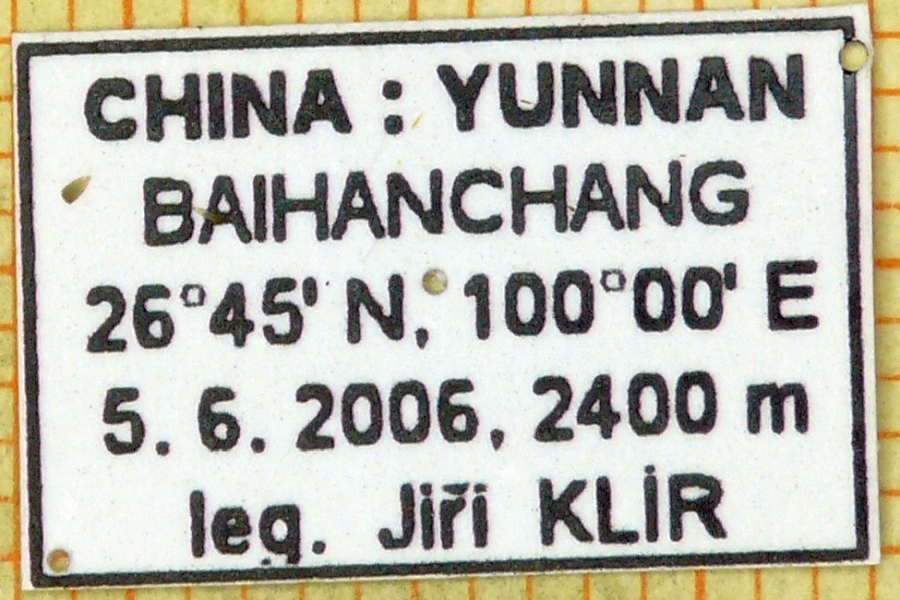 CHINA : YUNNAN
BAIHANCHANG
26°45' N, 100°00' E
5. 6. 2006, 2400 m
leg. Jiří KLÍR